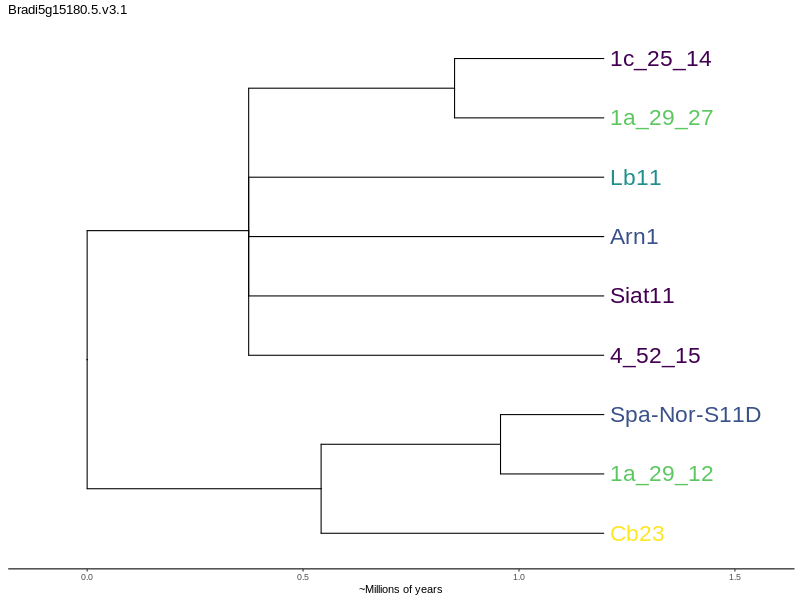 Bradi5g15180.5.v3.1
1c_25_14
1a_29_27
Lb11
Arn1
Siat11
4_52_15
Spa-Nor-S11D
1a_29_12
Cb23
0.0 0.5 1.0 1.5
~Millions of years